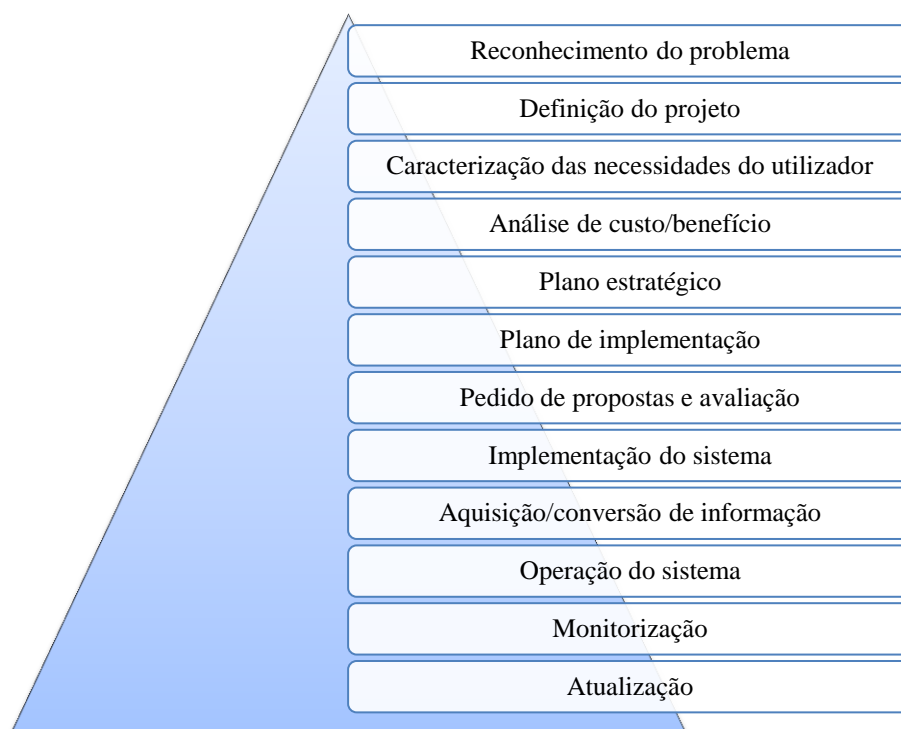 Reconhecimento do problema
Definição do projeto
Caracterização das necessidades do utilizador
Análise de custo/benefício
Plano estratégico
Plano de implementação
Pedido de propostas e avaliação
Implementação do sistema
Aquisição/conversão de informação
Operação do sistema
Monitorização
Atualização